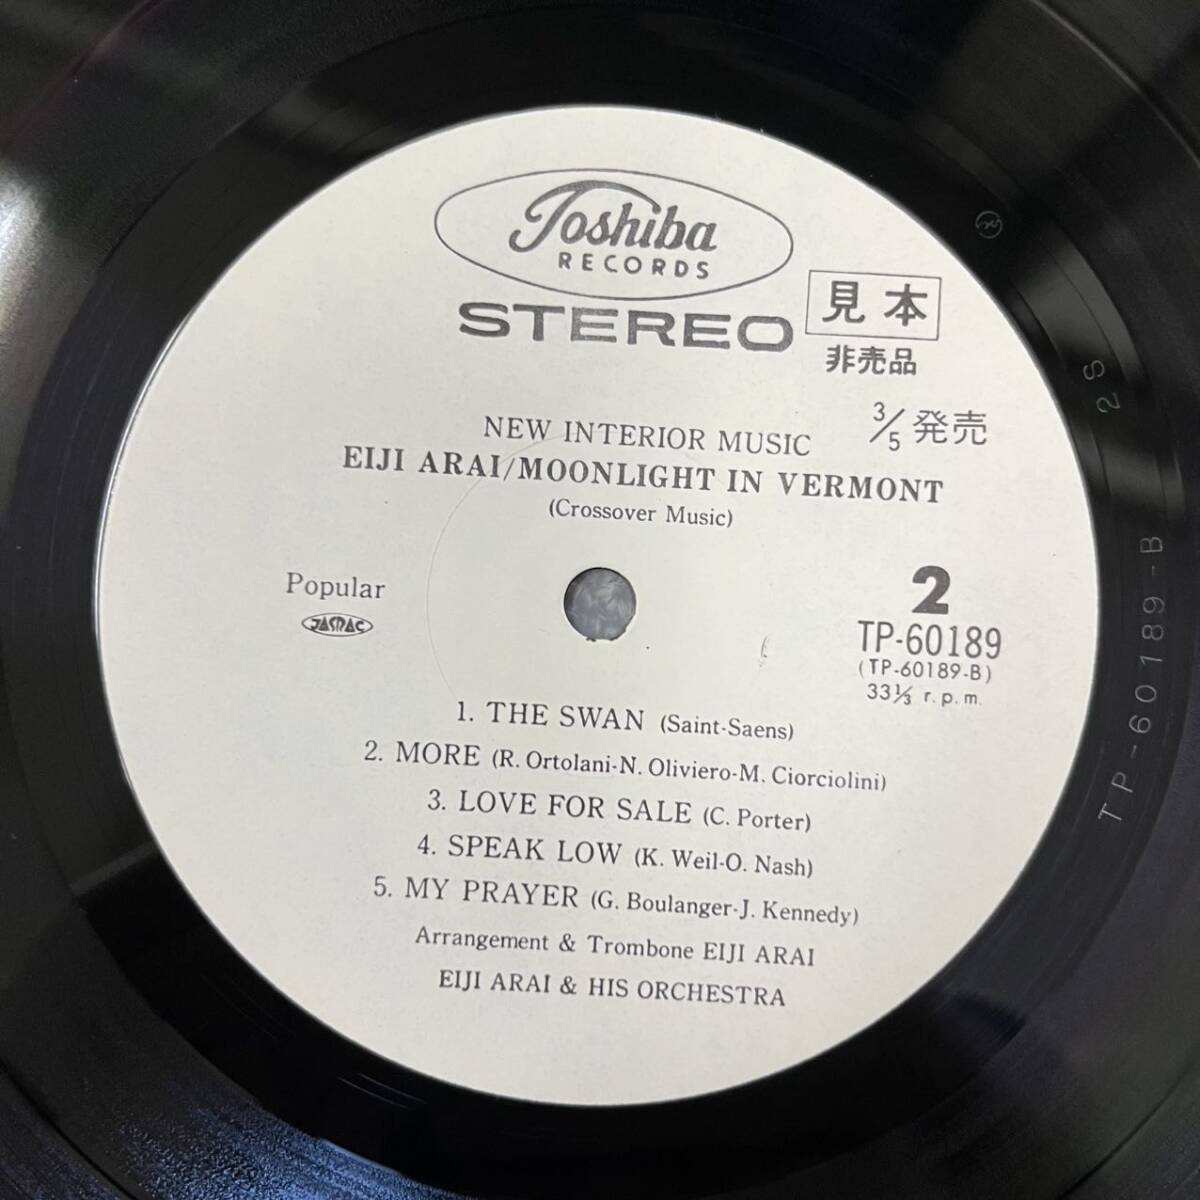 Toshiba
RECORDS
STEREO
見本
非売品
3/5 発売
NEW INTERIOR MUSIC
EIJI ARAI/MOONLIGHT IN VERMONT
(Crossover Music)
Popular
JASRAC
2
TP-60189
(TP-60189-B)
33⅓ r.p.m.
1. THE SWAN (Saint-Saens)
2. MORE (R. Ortolani-N. Oliviero-M. Ciorciolini)
3. LOVE FOR SALE (C. Porter)
4. SPEAK LOW (K. Weil-O. Nash)
5. MY PRAYER (G. Boulanger-J. Kennedy)
Arrangement & Trombone EIJI ARAI
EIJI ARAI & HIS ORCHESTRA
TP-60189-B 2S